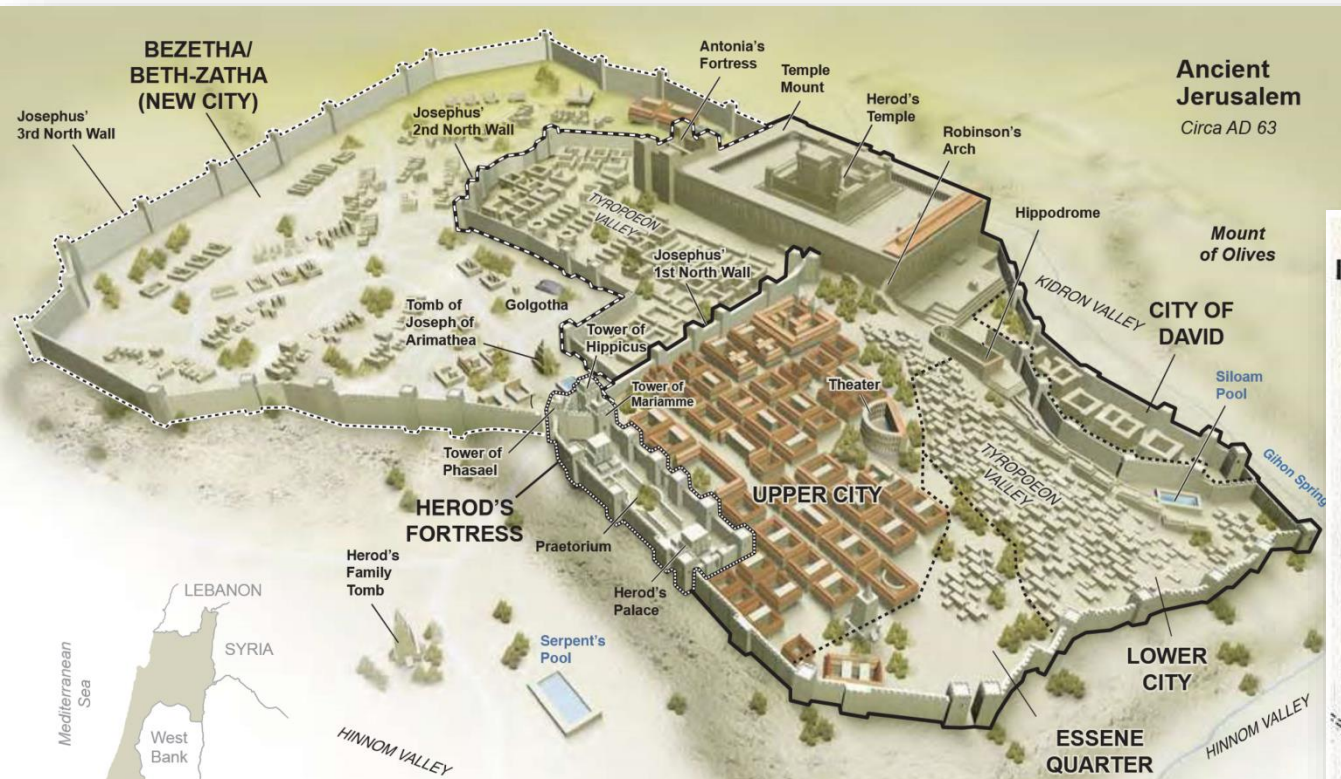 BEZETHA/
BETH-ZATHA
(NEW CITY)
Josephus'
3rd North Wall
Josephus'
2nd North Wall
Antonia's
Fortress
Temple
Mount
Herod's
Temple
Robinson's
Arch
Ancient
Jerusalem
Circa AD 63
Hippodrome
Mount
of Olives
TYROPOEON
VALLEY
Josephus'
1st North Wall
KIDRON VALLEY
CITY OF
DAVID
Siloam
Pool
Gihon Spring
Tomb of
Joseph of
Arimathea
Golgotha
Tower of
Hippicus
Tower of
Mariamme
Theater
Tower of
Phasael
HEROD'S
FORTRESS
UPPER CITY
TYROPOEON
VALLEY
Praetorium
Herod's
Palace
Herod's
Family
Tomb
Serpent's
Pool
LOWER
CITY
ESSENE
QUARTER
HINNOM VALLEY
HINNOM VALLEY
LEBANON
SYRIA
Mediterranean
Sea
West
Bank